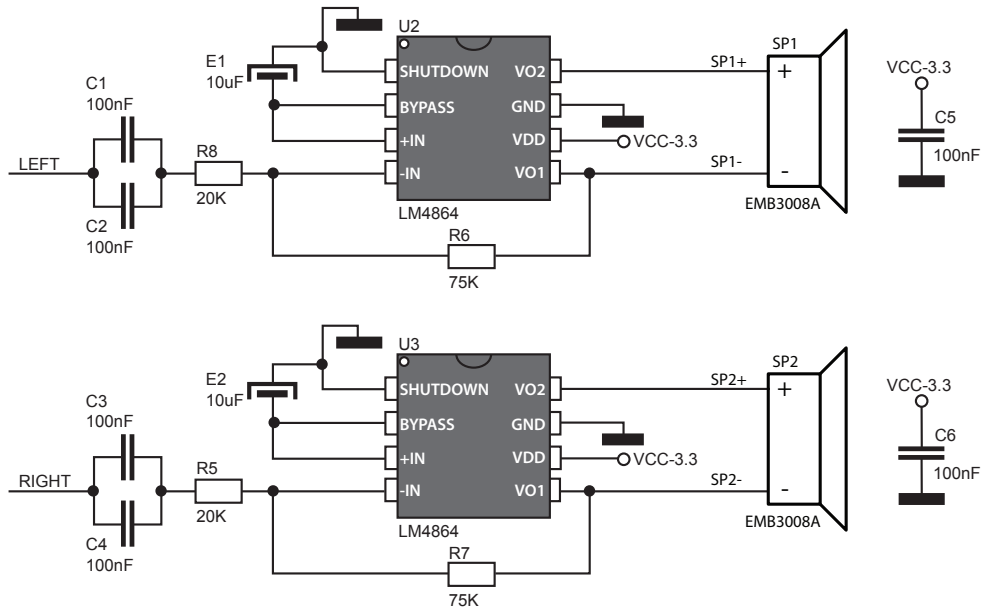 U2
SP1
E1
10uF
SHUTDOWN VO2
SP1+
+
VCC-3.3
C1
100nF
BYPASS GND
C5
100nF
+IN VDD
VCC-3.3
LEFT
R8
20K
-IN VO1
SP1-
-
C2
100nF
LM4864
EMB3008A
R6
75K
U3
SP2
E2
10uF
SHUTDOWN VO2
SP2+
+
VCC-3.3
C3
100nF
BYPASS GND
C6
100nF
+IN VDD
VCC-3.3
RIGHT
R5
20K
-IN VO1
SP2-
-
C4
100nF
LM4864
EMB3008A
R7
75K